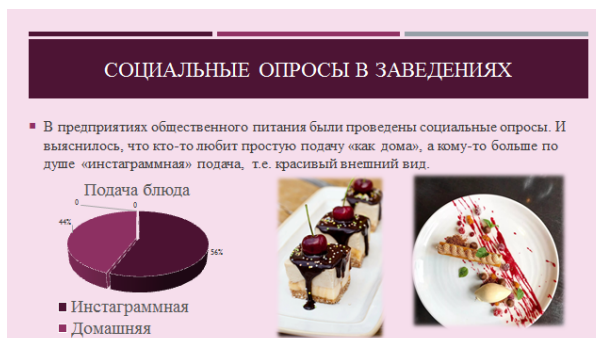 СОЦИАЛЬНЫЕ ОПРОСЫ В ЗАВЕДЕНИЯХ
В предприятиях общественного питания были проведены социальные опросы. И
выяснилось, что кто-то любит простую подачу «как дома», а кому-то больше по
душе «инстаграммная» подача, т.е. красивый внешний вид.
Подача блюда
0
0
44%
56%
Инстаграммная
Домашняя